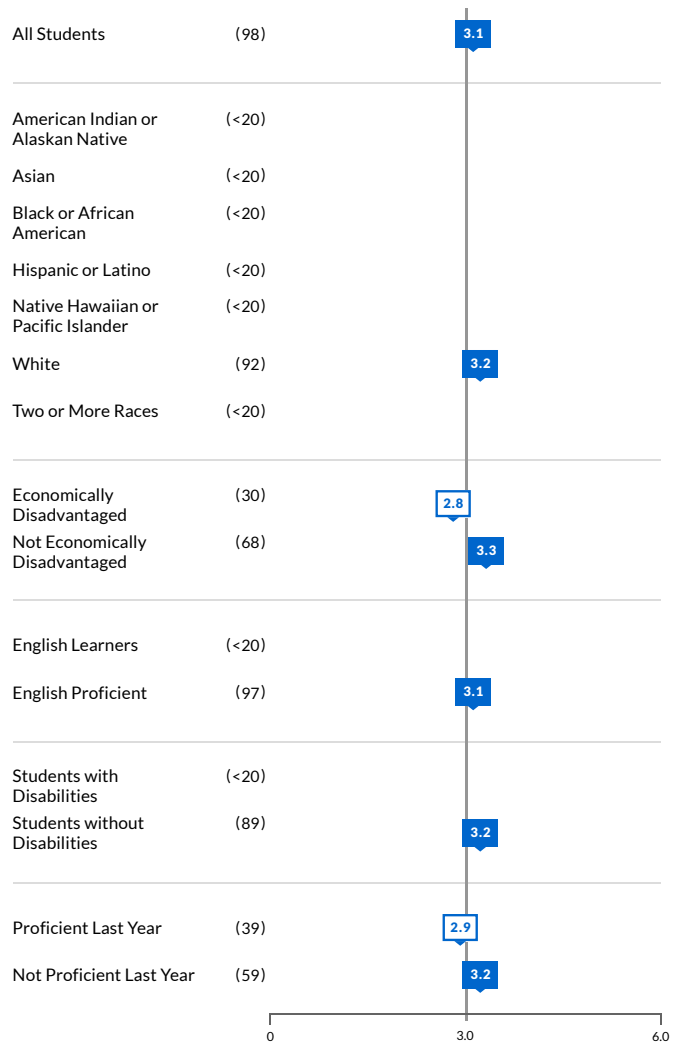 All Students (98) 3.1
American Indian or (<20)
Alaskan Native
Asian (<20)
Black or African (<20)
American
Hispanic or Latino (<20)
Native Hawaiian or (<20)
Pacific Islander
White (92) 3.2
Two or More Races (<20)
Economically (30) 2.8
Disadvantaged
Not Economically (68) 3.3
Disadvantaged
English Learners (<20)
English Proficient (97) 3.1
Students with (<20)
Disabilities
Students without (89) 3.2
Disabilities
Proficient Last Year (39) 2.9
Not Proficient Last Year (59) 3.2
0 3.0 6.0